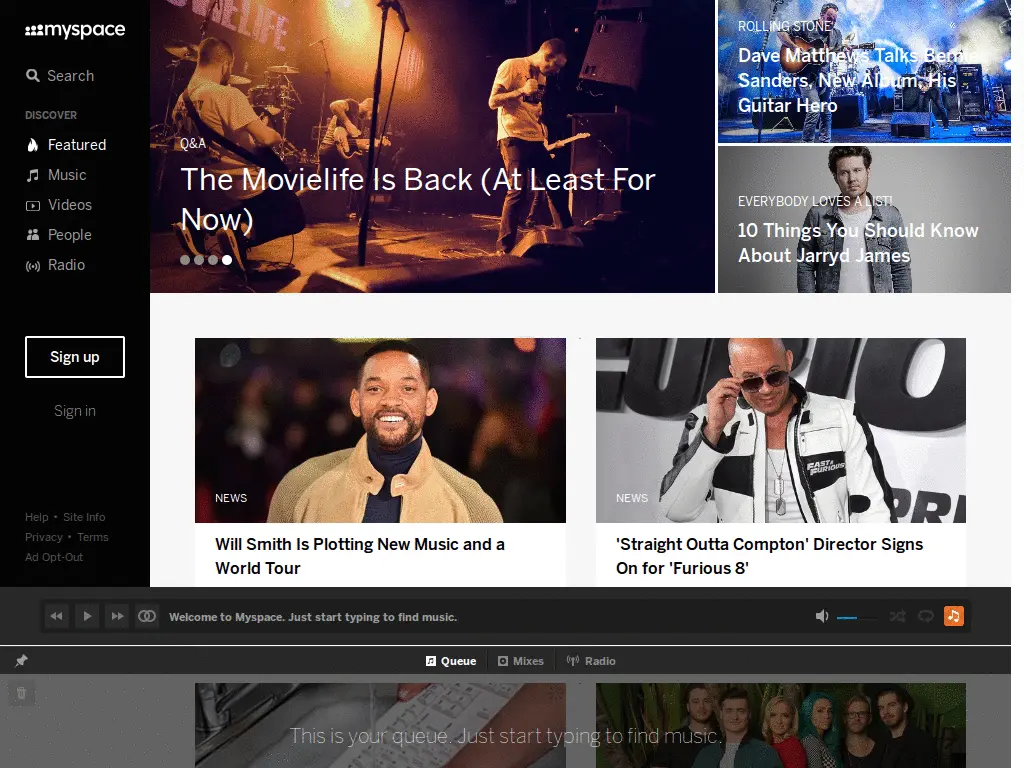 myspace
Search
DISCOVER
Featured
Music
Videos
People
Radio
Sign up
Sign in
Help • Site Info
Privacy • Terms
Ad Opt-Out
MOVIELIFE
Q&A
The Movielife Is Back (At Least For
Now)
ROLLING STONE
Dave Matthews Talks Bernie
Sanders, New Album, His
Guitar Hero
EVERYBODY LOVES A LIST!
10 Things You Should Know
About Jarryd James
NEWS
Will Smith Is Plotting New Music and a
World Tour
FAST &
FURIOUS
NEWS
'Straight Outta Compton' Director Signs
On for 'Furious 8'
Welcome to Myspace. Just start typing to find music.
Queue
Mixes
Radio
This is your queue. Just start typing to find music.